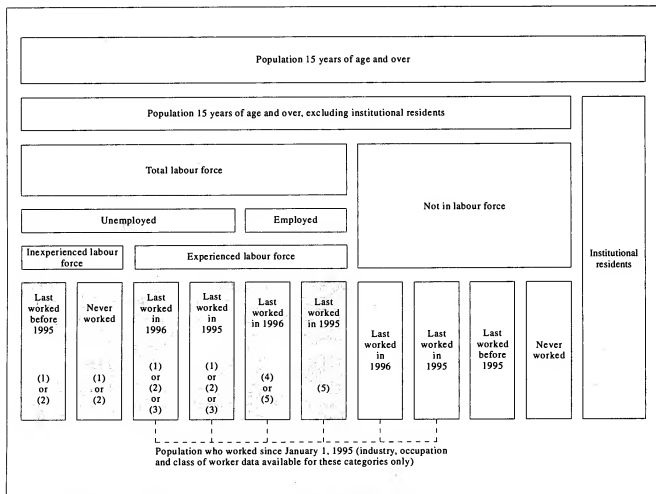 Population 15 years of age and over
Population 15 years of age and over, excluding institutional residents
Total labour force
Not in labour force
Institutional
residents
Unemployed
Employed
Inexperienced labour
force
Experienced labour force
Last
worked
before
1995
(1)
or
(2)
Never
worked
(1)
or
(2)
Last
worked
in
1996
(1)
or
(2)
or
(3)
Last
worked
in
1995
(1)
or
(2)
or
(3)
Last
worked
in 1996
(4)
or
(5)
Last
worked
in 1995
(5)
Last
worked
in
1996
Last
worked
in
1995
Last
worked
before
1995
Never
worked
Population who worked since January 1, 1995 (industry, occupation
and class of worker data available for these categories only)